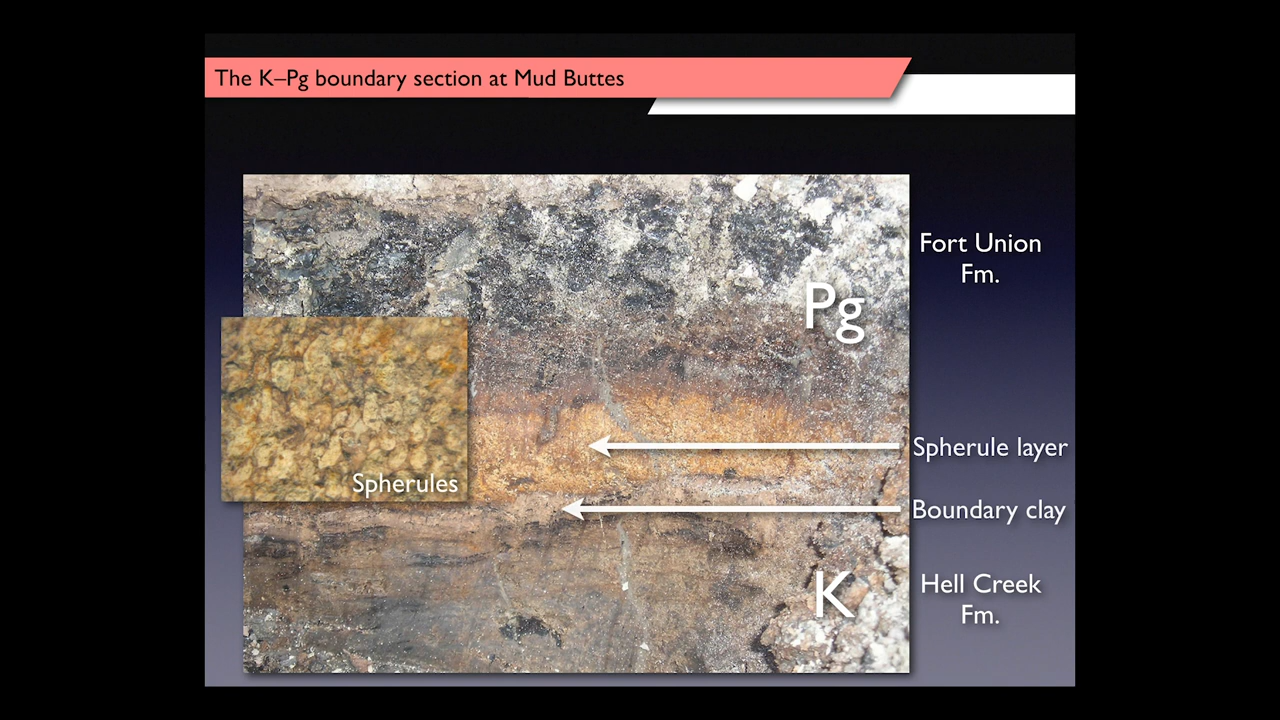 The K–Pg boundary section at Mud Buttes
Fort Union
Fm.
Pg
Spherule layer
Spherules
Boundary clay
K
Hell Creek
Fm.